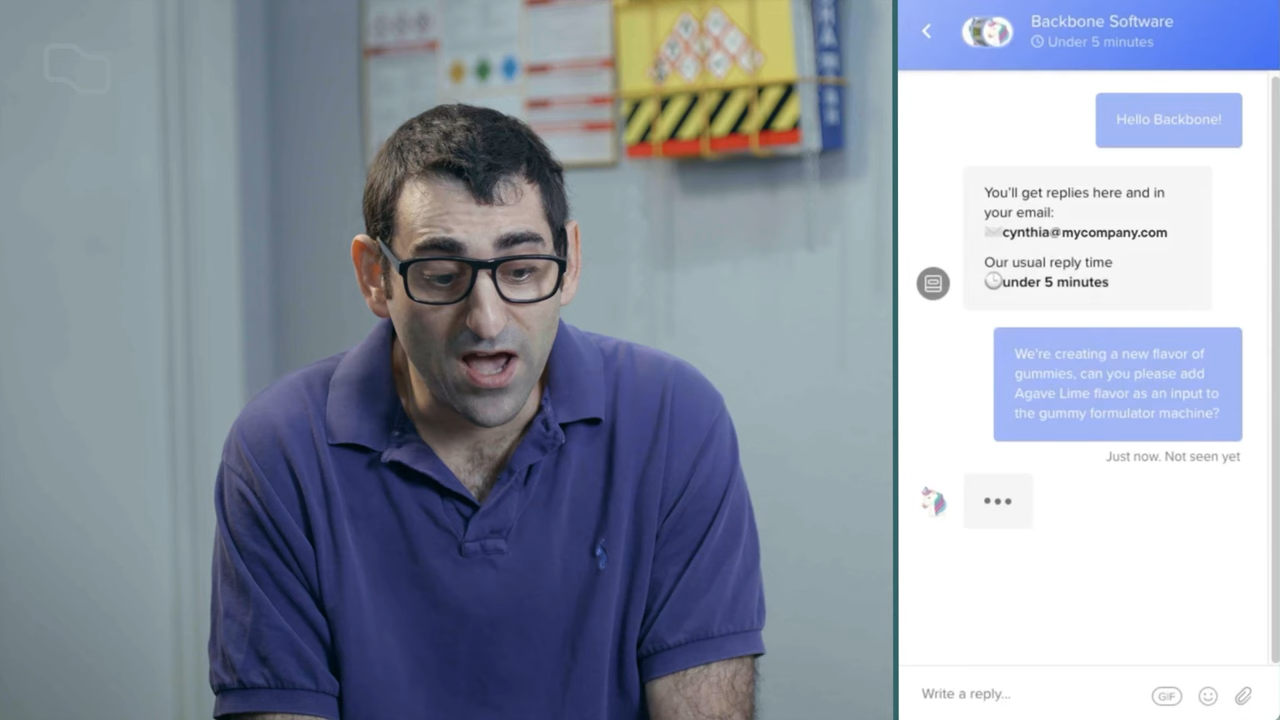 Backbone Software
Under 5 minutes
Hello Backbone!
You'll get replies here and in
your email:
cynthia@mycompany.com
Our usual reply time
under 5 minutes
We're creating a new flavor of
gummies, can you please add
Agave Lime flavor as an input to
the gummy formulator machine?
Just now. Not seen yet
Write a reply...
GIF